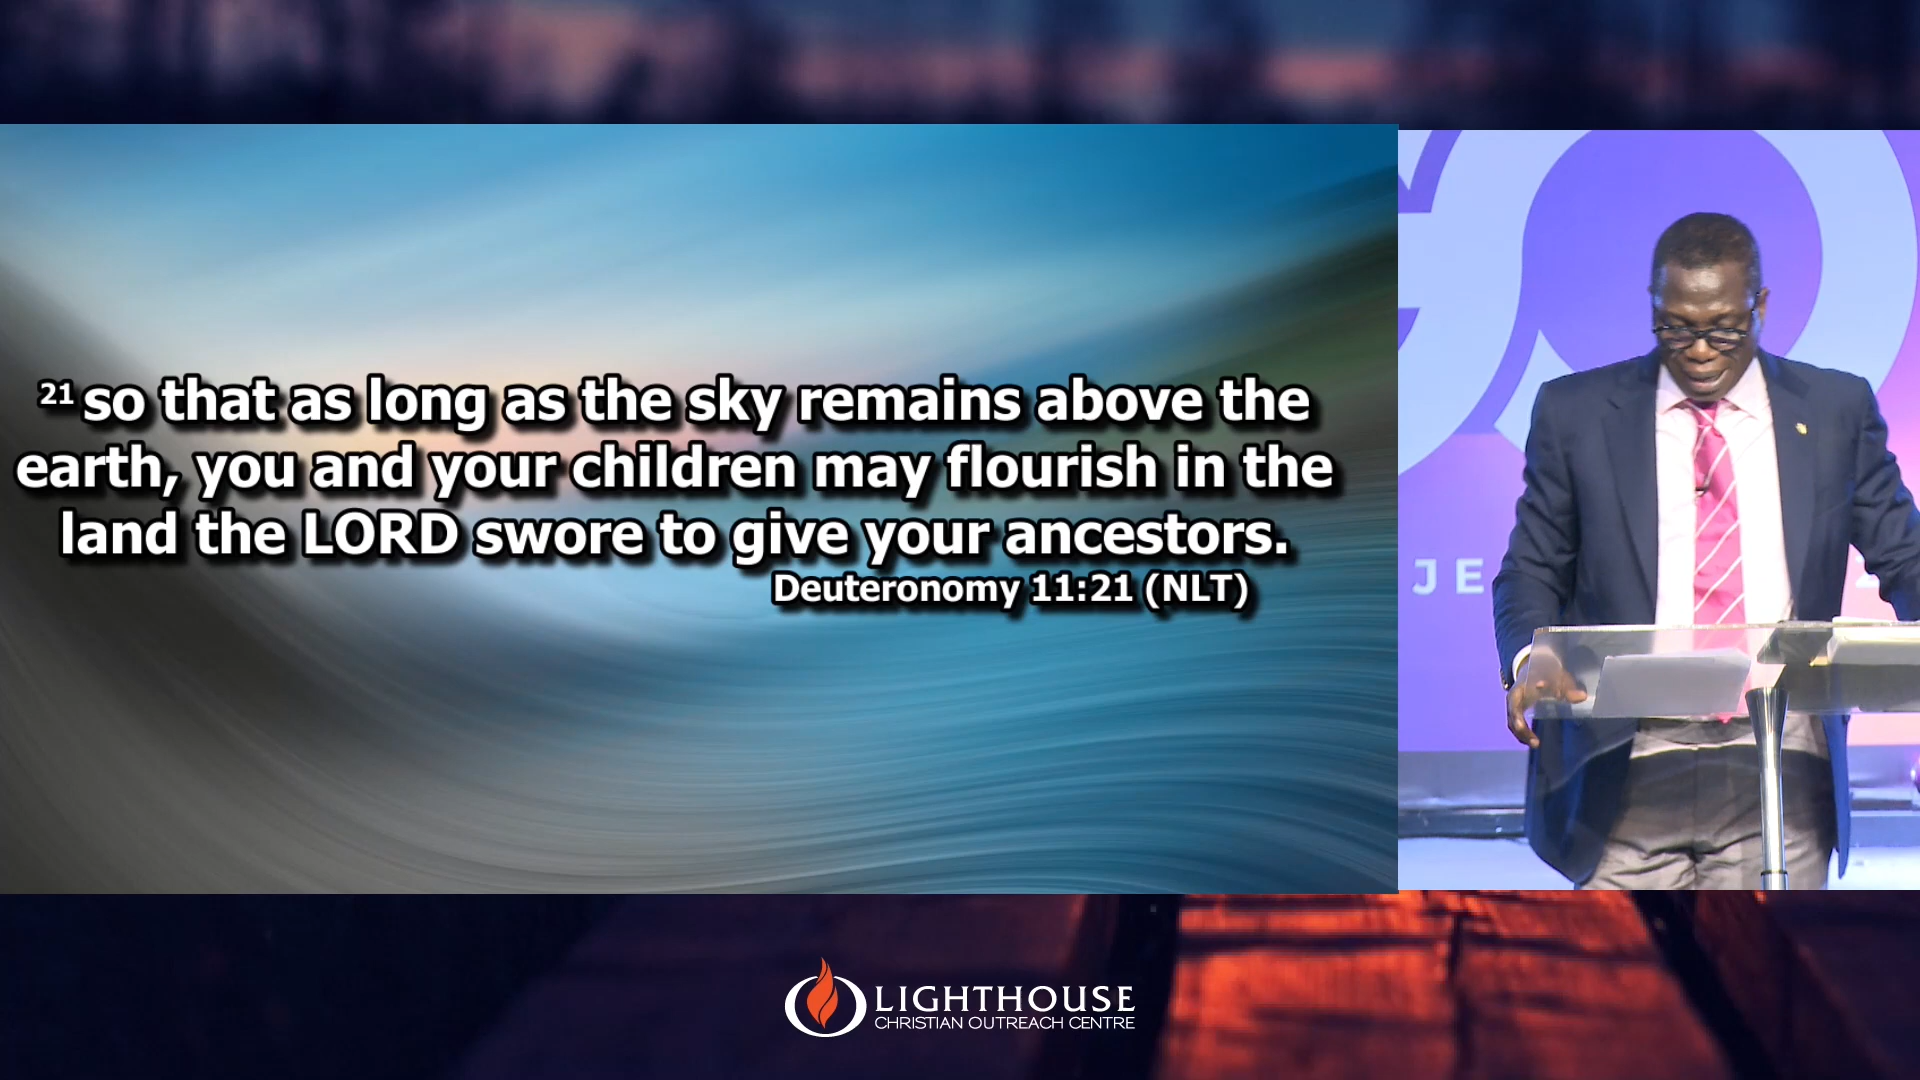 21 so that as long as the sky remains above the
earth, you and your children may flourish in the
land the LORD swore to give your ancestors.
Deuteronomy 11:21 (NLT)
JE
LIGHTHOUSE
CHRISTIAN OUTREACH CENTRE